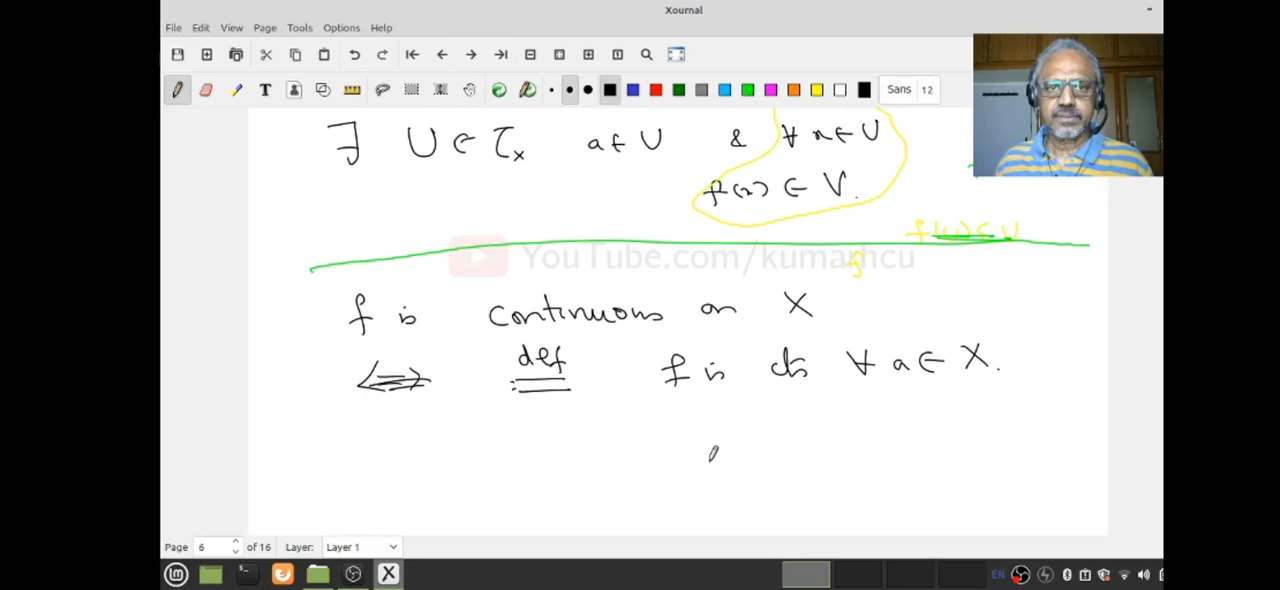 Xournal
File Edit View Page Tools Options Help
Sans 12
∃ U ∈ τₓ a ∈ U & ∀ x ∈ U
f(x) ∈ V.
YouTube.com/kumarhcu
f is continuous on X
⇔ def f is cts ∀ a ∈ X.
Page 6 of 16 Layer: Layer 1
EN